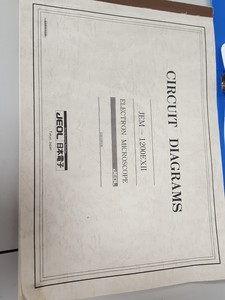 CIRCUIT DIAGRAMS
JEM － 1200EXII
ELECTRON MICROSCOPE
JEOL 日本電子